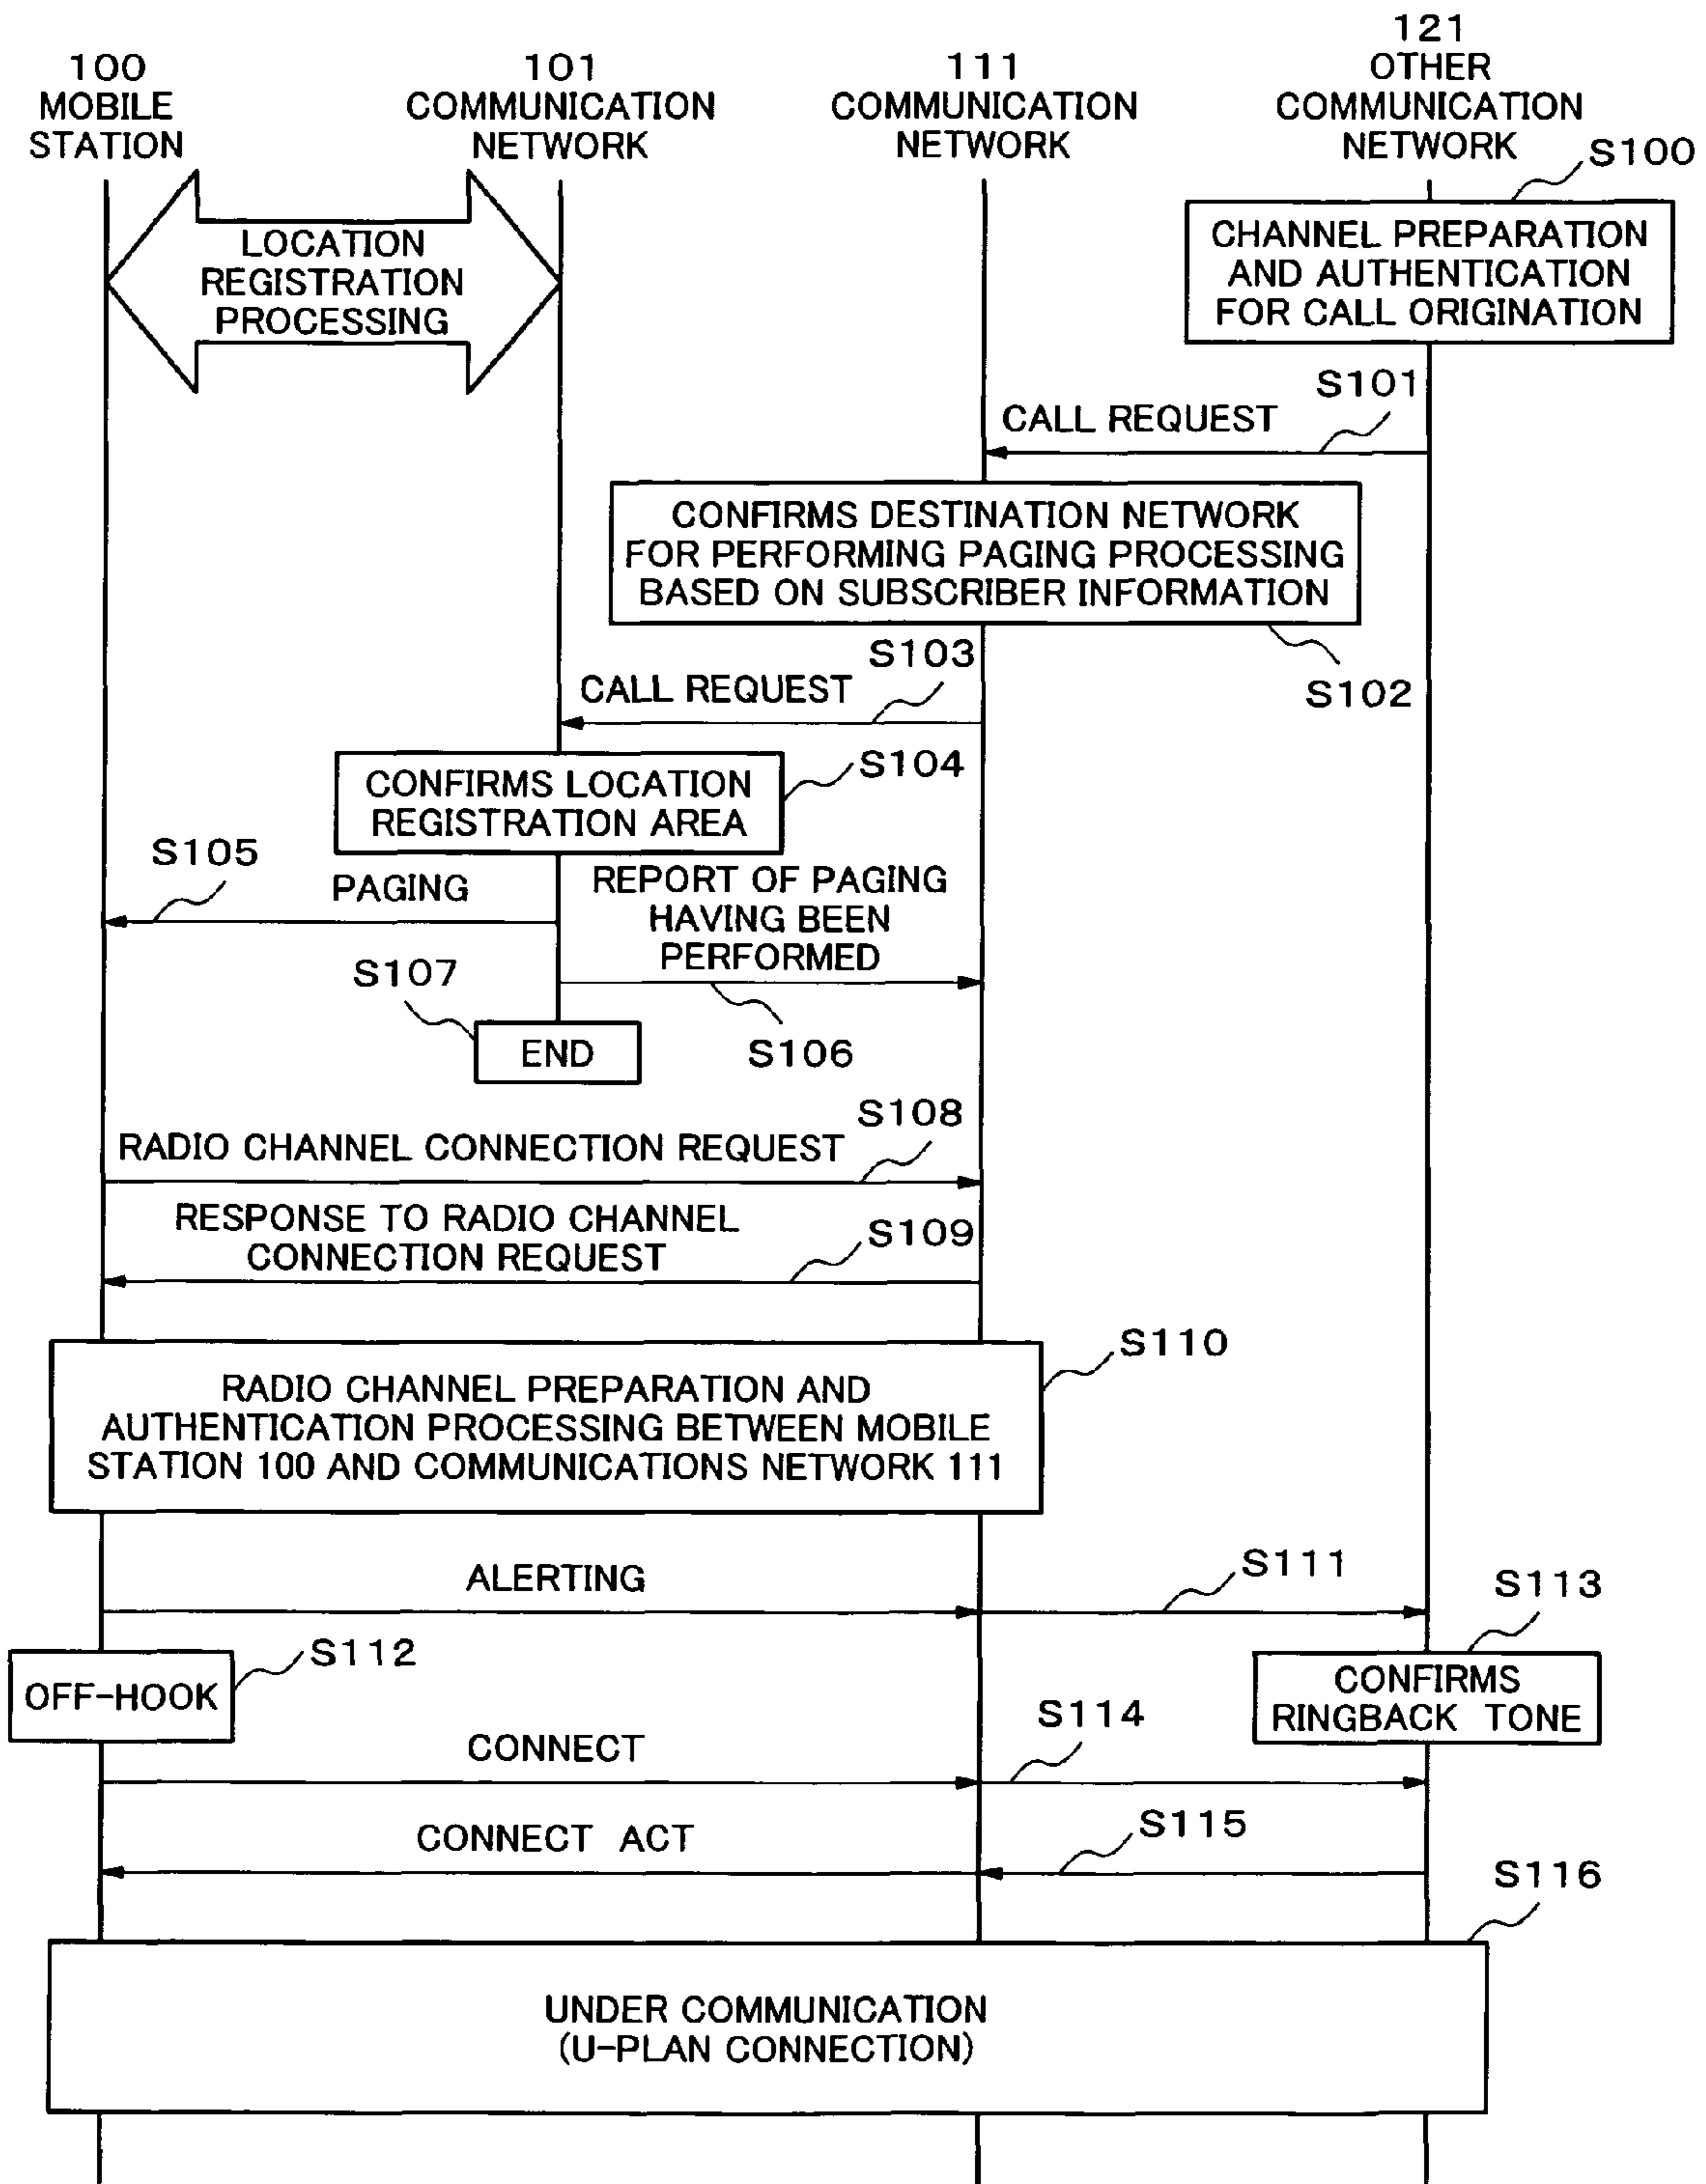 100
MOBILE
STATION
101
COMMUNICATION
NETWORK
111
COMMUNICATION
NETWORK
121
OTHER
COMMUNICATION
NETWORK
S100
LOCATION
REGISTRATION
PROCESSING
CHANNEL PREPARATION
AND AUTHENTICATION
FOR CALL ORIGINATION
S101
CALL REQUEST
CONFIRMS DESTINATION NETWORK
FOR PERFORMING PAGING PROCESSING
BASED ON SUBSCRIBER INFORMATION
S102
S103
CALL REQUEST
S104
CONFIRMS LOCATION
REGISTRATION AREA
S105
PAGING
REPORT OF PAGING
HAVING BEEN
PERFORMED
S107
END
S106
S108
RADIO CHANNEL CONNECTION REQUEST
RESPONSE TO RADIO CHANNEL
CONNECTION REQUEST
S109
S110
RADIO CHANNEL PREPARATION AND
AUTHENTICATION PROCESSING BETWEEN MOBILE
STATION 100 AND COMMUNICATIONS NETWORK 111
ALERTING
S111
S113
S112
OFF-HOOK
CONFIRMS
RINGBACK TONE
CONNECT
S114
CONNECT ACT
S115
S116
UNDER COMMUNICATION
(U-PLAN CONNECTION)